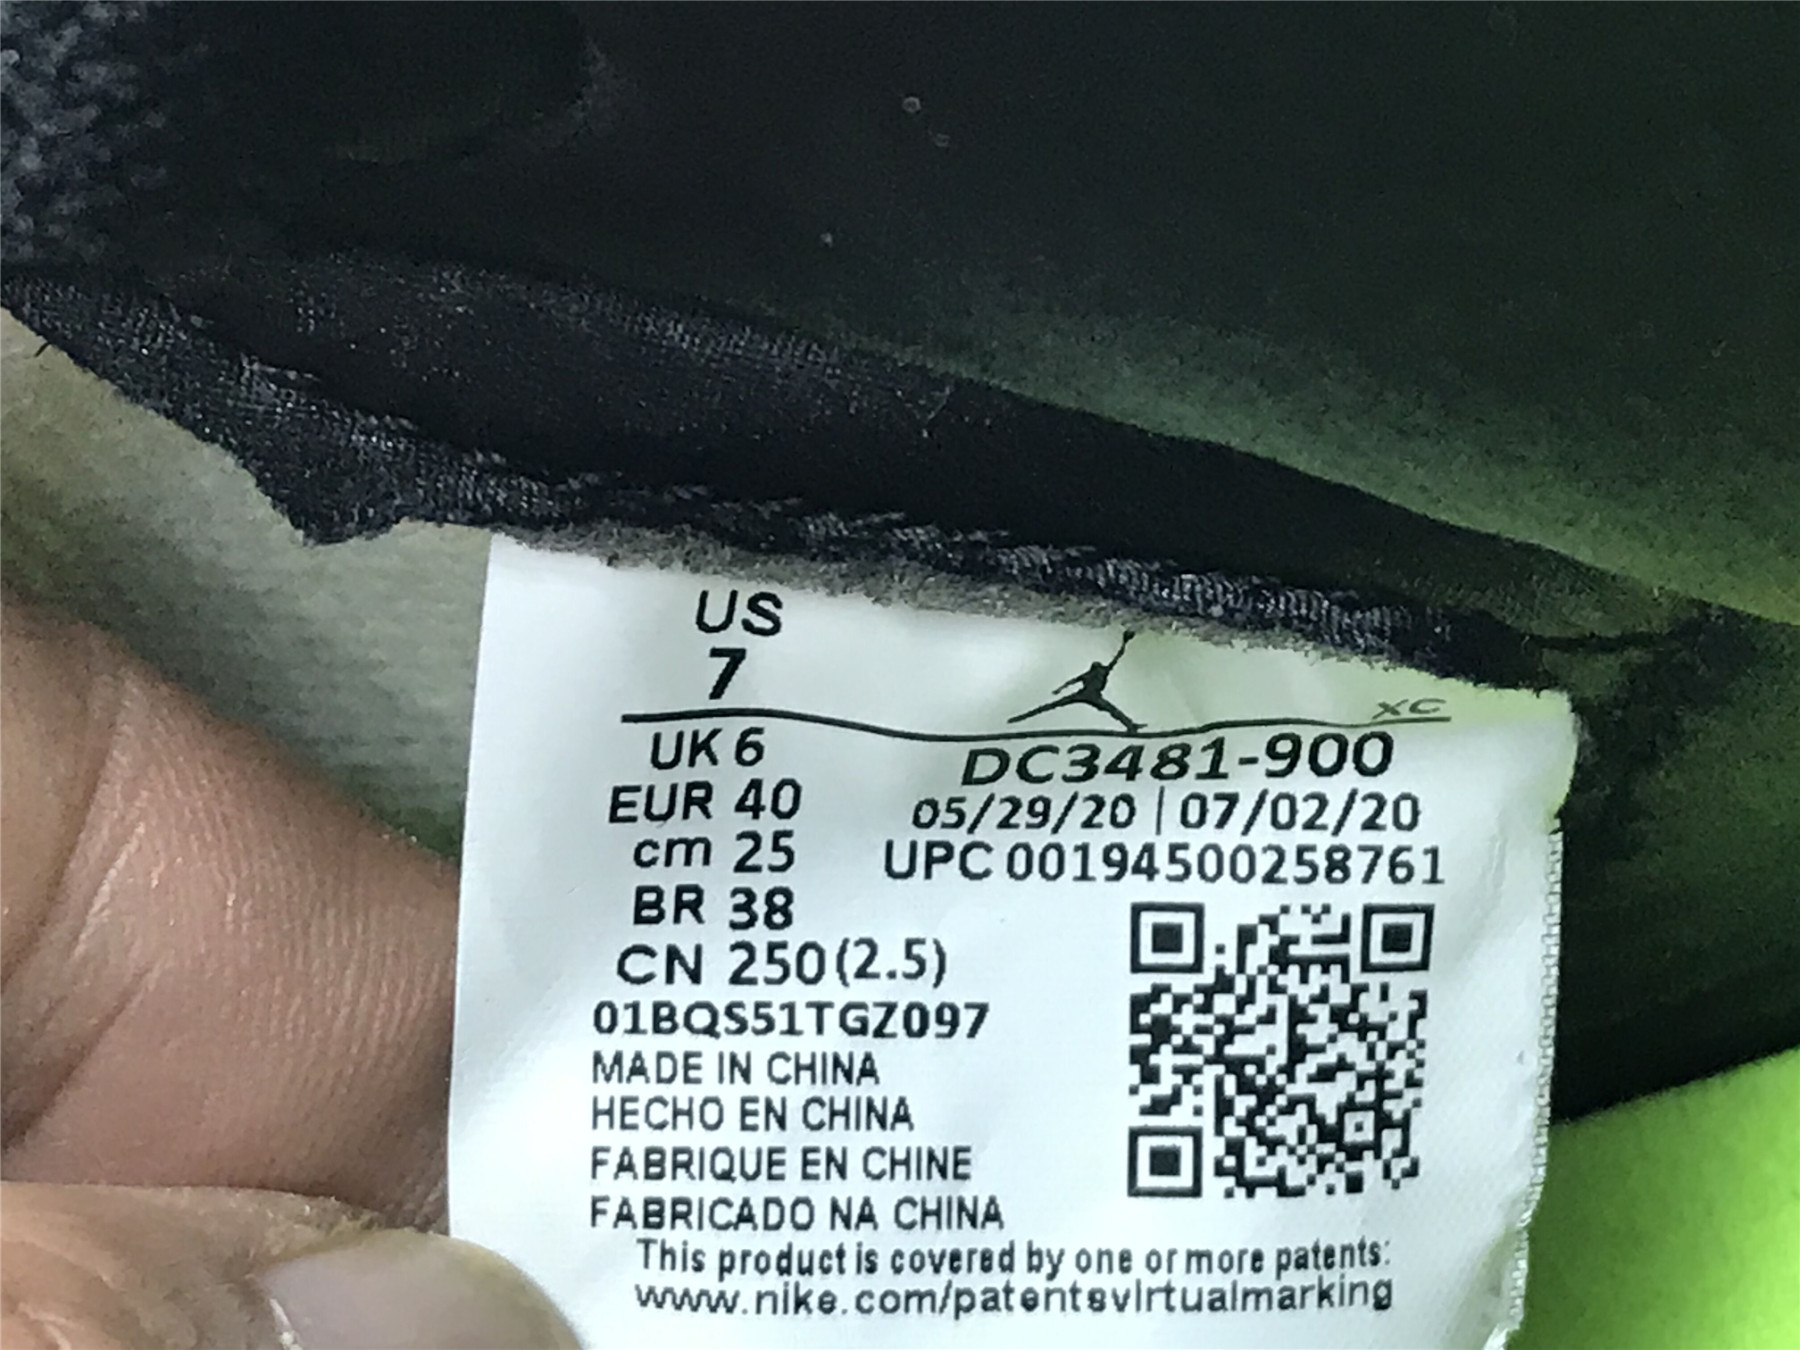 US
7
XC
UK 6
DC3481-900
EUR 40
05/29/20 | 07/02/20
cm 25
UPC 00194500258761
BR 38
CN 250 (2.5)
01BQS51TGZ097
MADE IN CHINA
HECHO EN CHINA
FABRIQUE EN CHINE
FABRICADO NA CHINA
This product is covered by one or more patents:
www.nike.com/patentsvirtualmarking